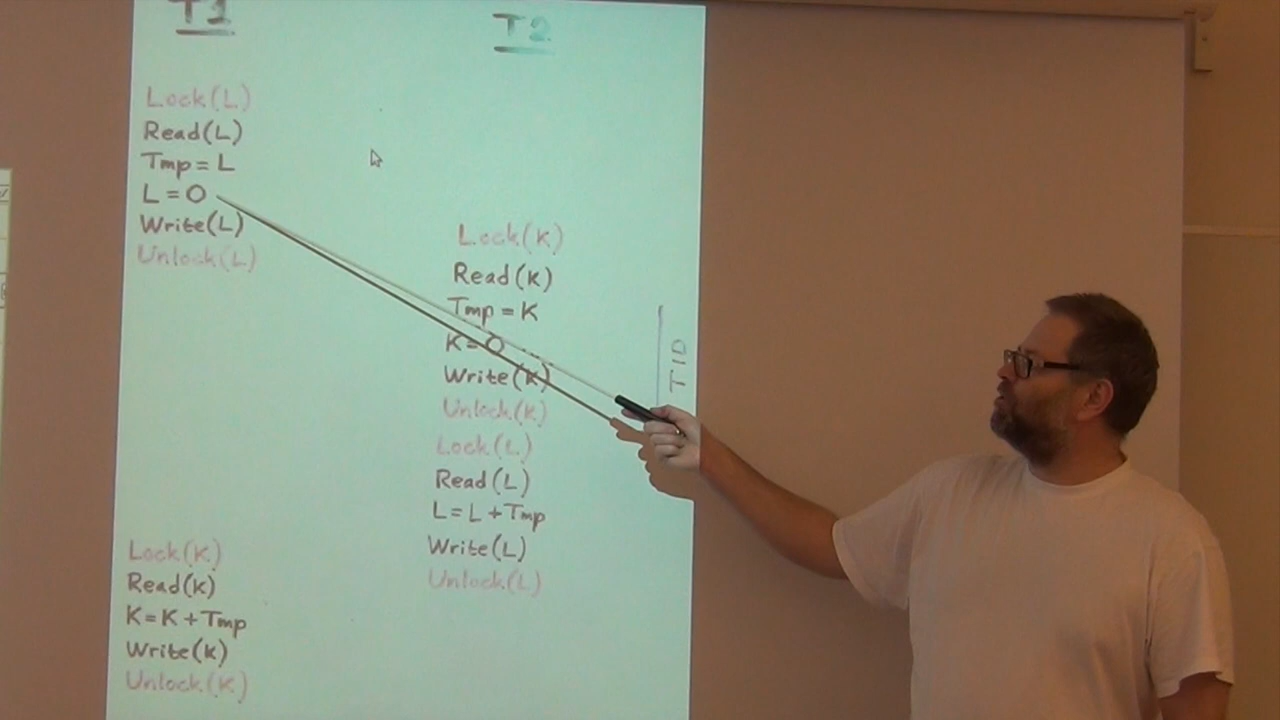 T1
T2
Lock(L)
Read(L)
Tmp = L
L = 0
Write(L)
Unlock(L)
Lock(K)
Read(K)
Tmp = K
K = 0
Write(K)
Unlock(K)
Lock(L)
Read(L)
L = L + Tmp
Write(L)
Unlock(L)
Lock(K)
Read(K)
K = K + Tmp
Write(K)
Unlock(K)
TID